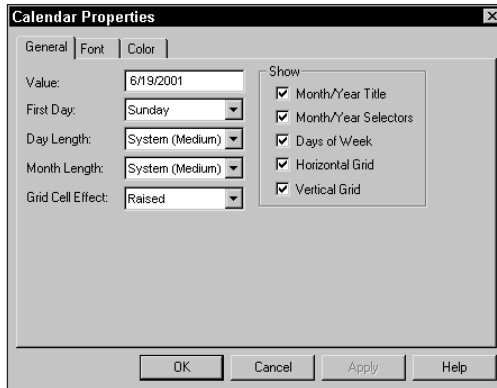 Calendar Properties
General Font Color
Value: 6/19/2001
First Day: Sunday
Day Length: System (Medium)
Month Length: System (Medium)
Grid Cell Effect: Raised
Show
Month/Year Title
Month/Year Selectors
Days of Week
Horizontal Grid
Vertical Grid
OK Cancel Apply Help